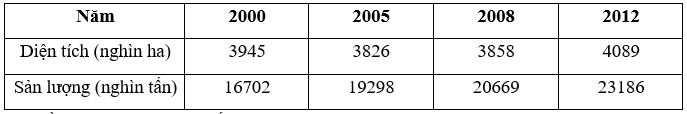 Năm 2000 2005 2008 2012
Diện tích (nghìn ha) 3945 3826 3858 4089
Sản lượng (nghìn tấn) 16702 19298 20669 23186